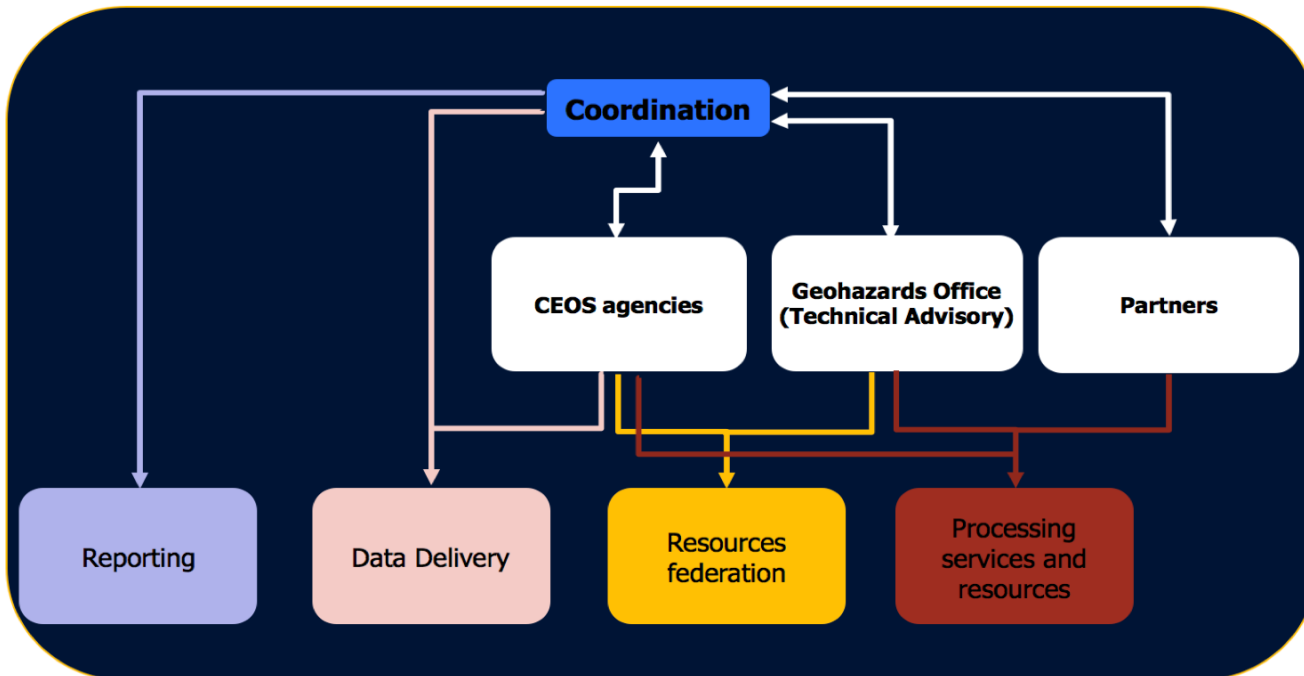 Coordination
CEOS agencies
Geohazards Office
(Technical Advisory)
Partners
Reporting
Data Delivery
Resources
federation
Processing
services and
resources